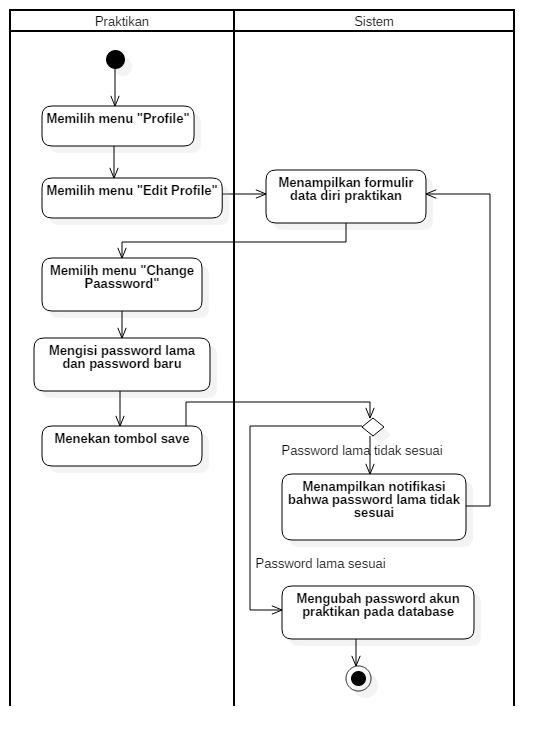 Praktikan
Sistem
Memilih menu "Profile"
Memilih menu "Edit Profile"
Menampilkan formulir
data diri praktikan
Memilih menu "Change
Paassword"
Mengisi password lama
dan password baru
Menekan tombol save
Password lama tidak sesuai
Menampilkan notifikasi
bahwa password lama tidak
sesuai
Password lama sesuai
Mengubah password akun
praktikan pada database